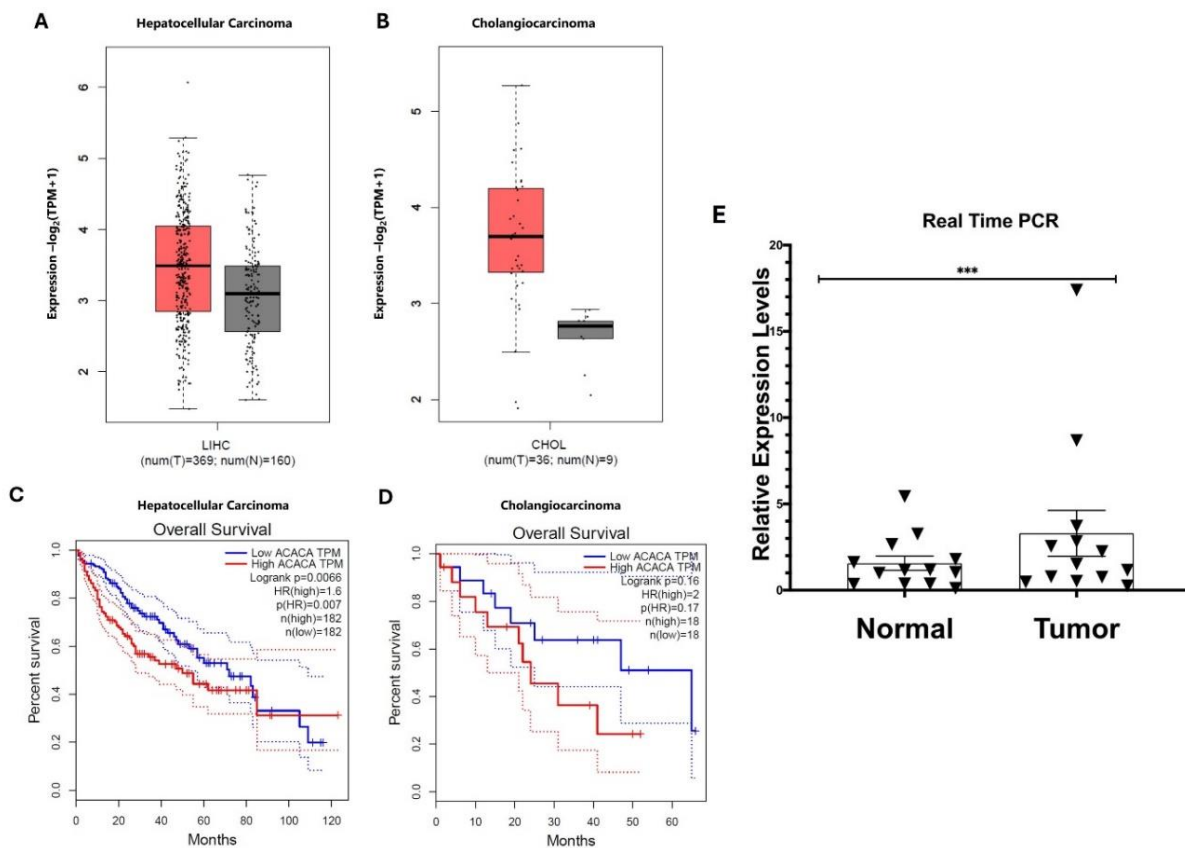 A
Hepatocellular Carcinoma
Expression –log2(TPM+1)
6
5
4
3
2
LIHC
(num(T)=369; num(N)=160)
B
Cholangiocarcinoma
Expression –log2(TPM+1)
5
4
3
2
CHOL
(num(T)=36; num(N)=9)
C
Hepatocellular Carcinoma
Overall Survival
Low ACACA TPM
High ACACA TPM
Logrank p=0.0066
HR(high)=1.6
p(HR)=0.007
n(high)=182
n(low)=182
Percent survival
1.0
0.8
0.6
0.4
0.2
0.0
0 20 40 60 80 100 120
Months
D
Cholangiocarcinoma
Overall Survival
Low ACACA TPM
High ACACA TPM
Logrank p=0.16
HR(high)=2
p(HR)=0.17
n(high)=18
n(low)=18
Percent survival
1.0
0.8
0.6
0.4
0.2
0.0
0 10 20 30 40 50 60
Months
E
Real Time PCR
***
Relative Expression Levels
20
15
10
5
0
Normal Tumor